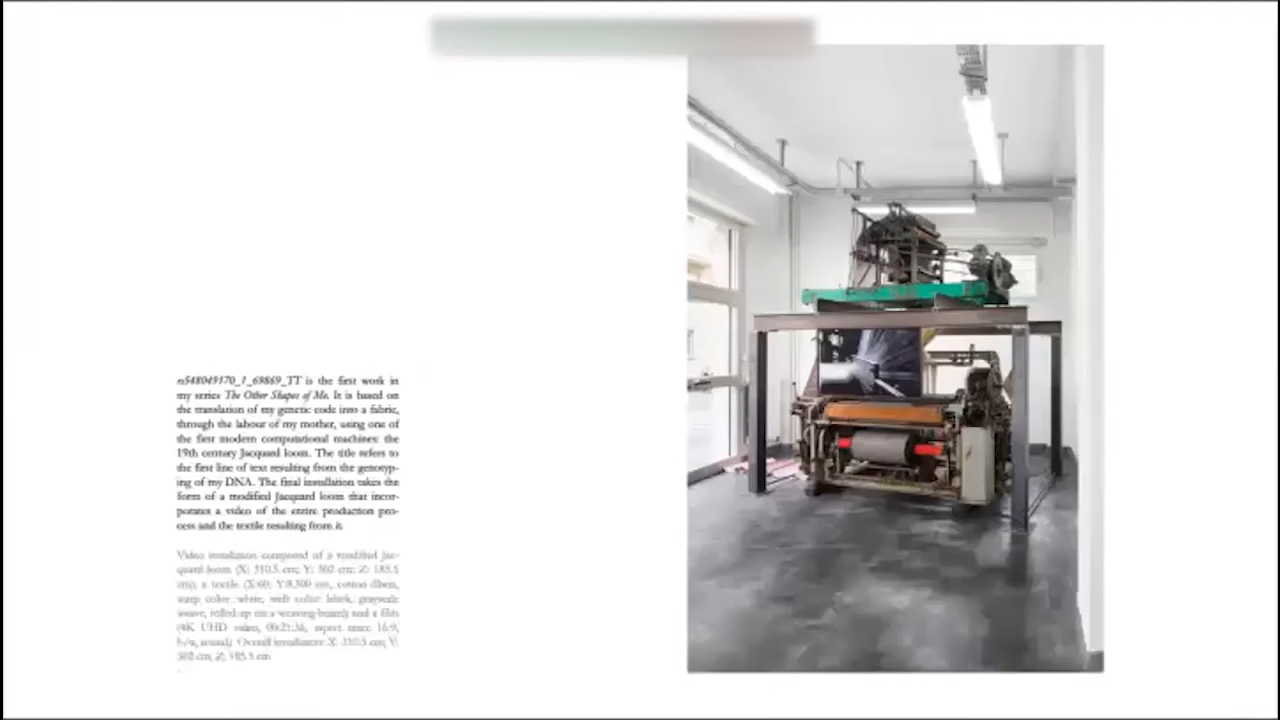 rs548049170_1_69869_TT is the first work in
my series The Other Shapes of Me. It is based on
the translation of my genetic code into a fabric,
through the labour of my mother, using one of
the first modern computational machines: the
19th century Jacquard loom. The title refers to
the first line of text resulting from the genotyp-
ing of my DNA. The final installation takes the
form of a modified Jacquard loom that incor-
porates a video of the entire production pro-
cess and the textile resulting from it.
Video installation composed of a modified Jac-
quard loom (X: 310.5 cm; Y: 302 cm; Z: 185.5
cm); a textile (X:60; cm, cotton fibers,
warp color: white, weft color: black, grayscale
weave, rolled up on a weaving beam); and a film
(4K UHD video, 00:21:36, aspect ratio: 16:9,
b/w, sound). Overall installation: X: 310.5 cm; Y:
302 cm; Z: 185.5 cm